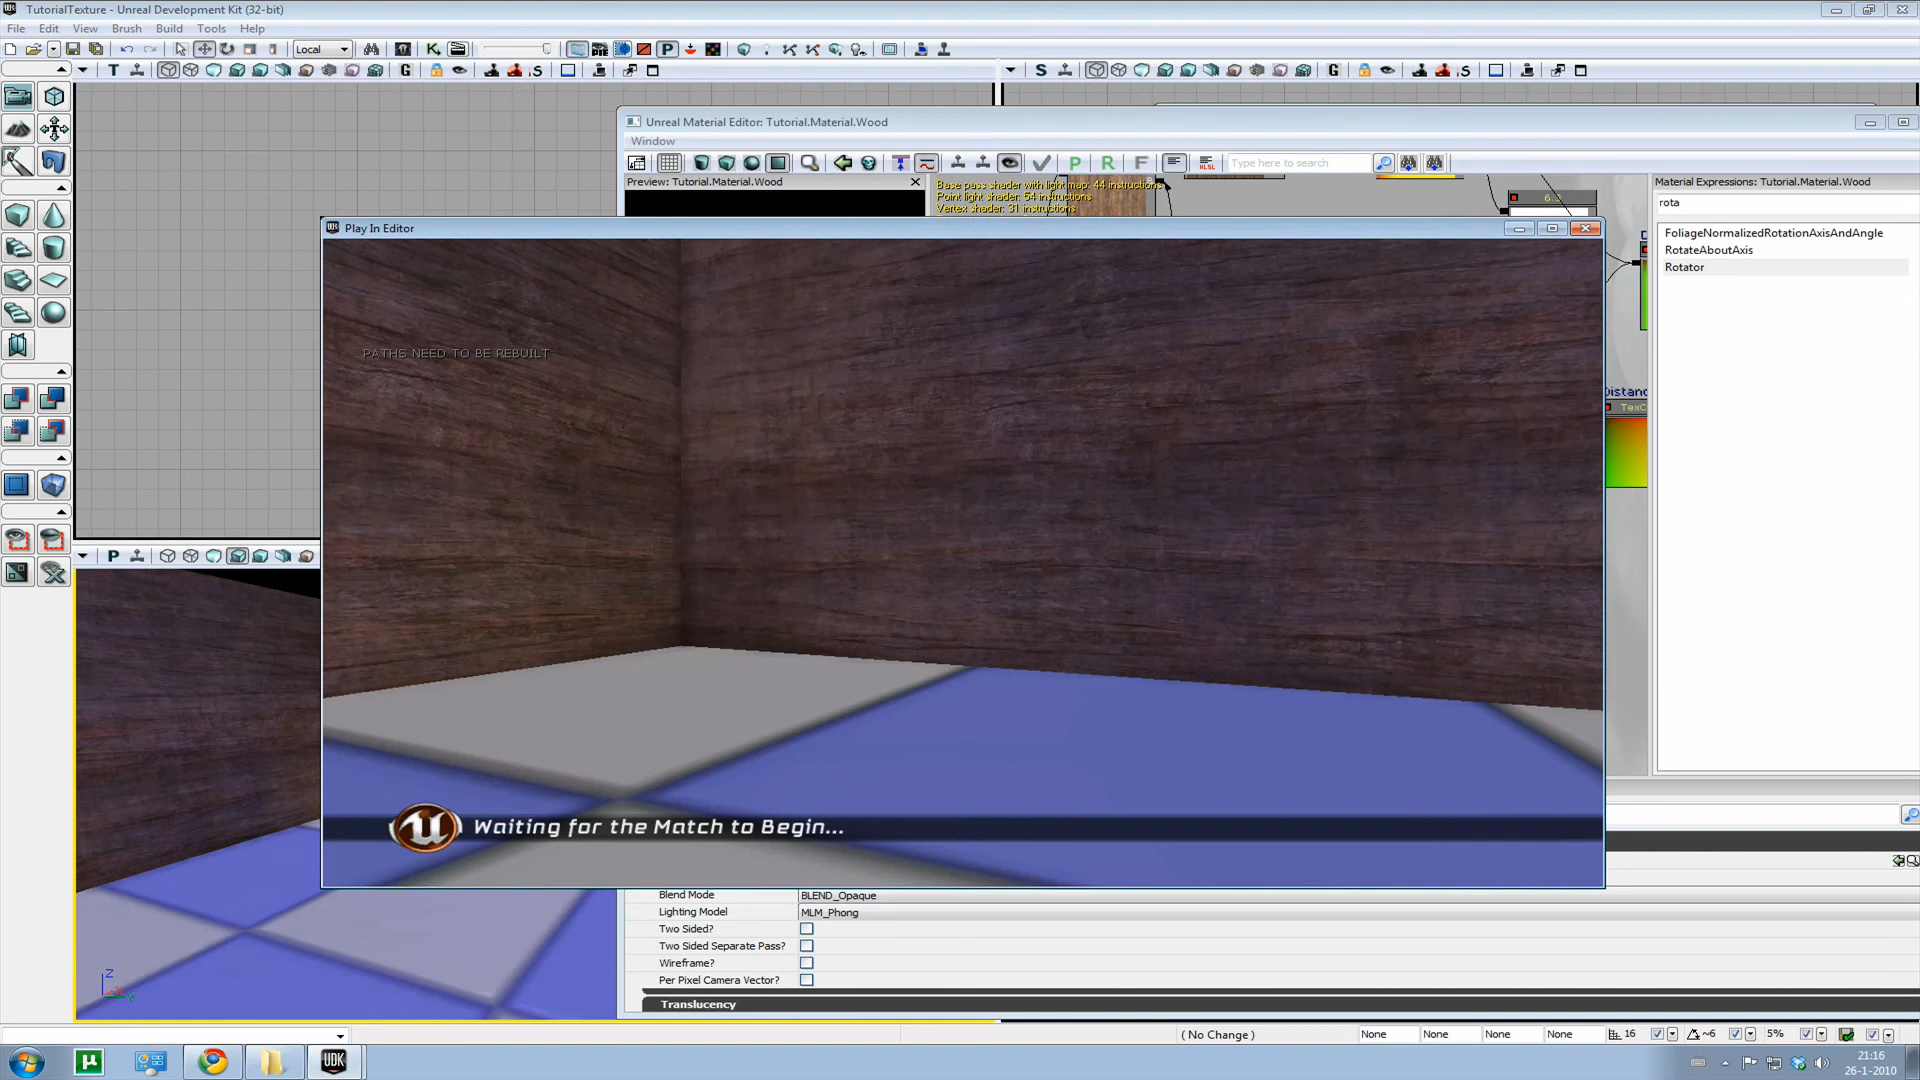 TutorialTexture - Unreal Development Kit (32-bit)
File Edit View Brush Build Tools Help
Local
Unreal Material Editor: Tutorial.Material.Wood
Window
Type here to search
Preview: Tutorial.Material.Wood
Base pass shader with light map: 44 instructions
Point light shader: 54 instructions
Vertex shader: 31 instructions
Material Expressions: Tutorial.Material.Wood
rota
FoliageNormalizedRotationAxisAndAngle
RotateAboutAxis
Rotator
Play In Editor
PATHS NEED TO BE REBUILT
Distanc
TexC
Waiting for the Match to Begin...
Blend Mode BLEND_Opaque
Lighting Model MLM_Phong
Two Sided?
Two Sided Separate Pass?
Wireframe?
Per Pixel Camera Vector?
Translucency
( No Change ) None None None None 16 ~6 5%
UDK
21:16
26-1-2010